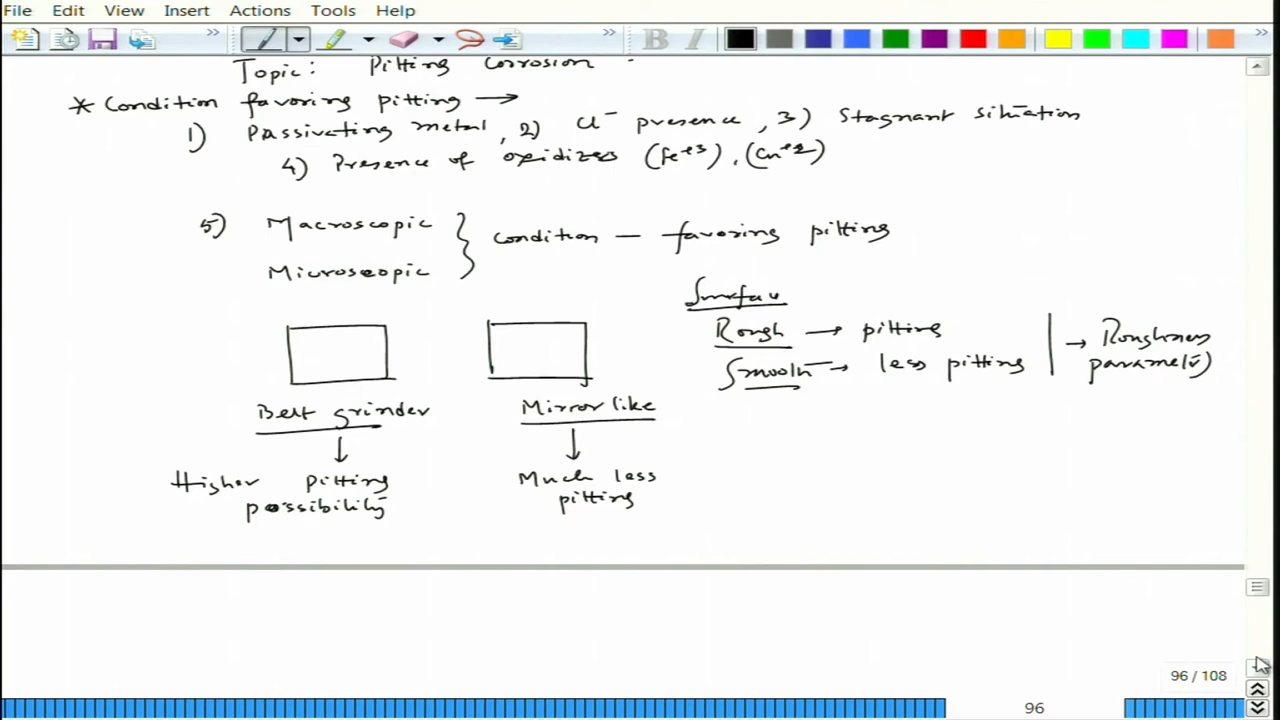 File Edit View Insert Actions Tools Help
B I
Topic: Pitting Corrosion :
* Condition favoring pitting →
1) Passivating metal, 2) Cl⁻ presence, 3) Stagnant situation
4) Presence of oxidizers (Fe⁺³), (Cu⁺²)
5) Macroscopic
Microscopic } condition — favoring pitting
Surface
Rough → pitting
Smooth → less pitting
→ Roughness
parameter)
Belt grinder
Mirror like
↓ ↓
Higher pitting
possibility
Much less
pitting
96 / 108
96